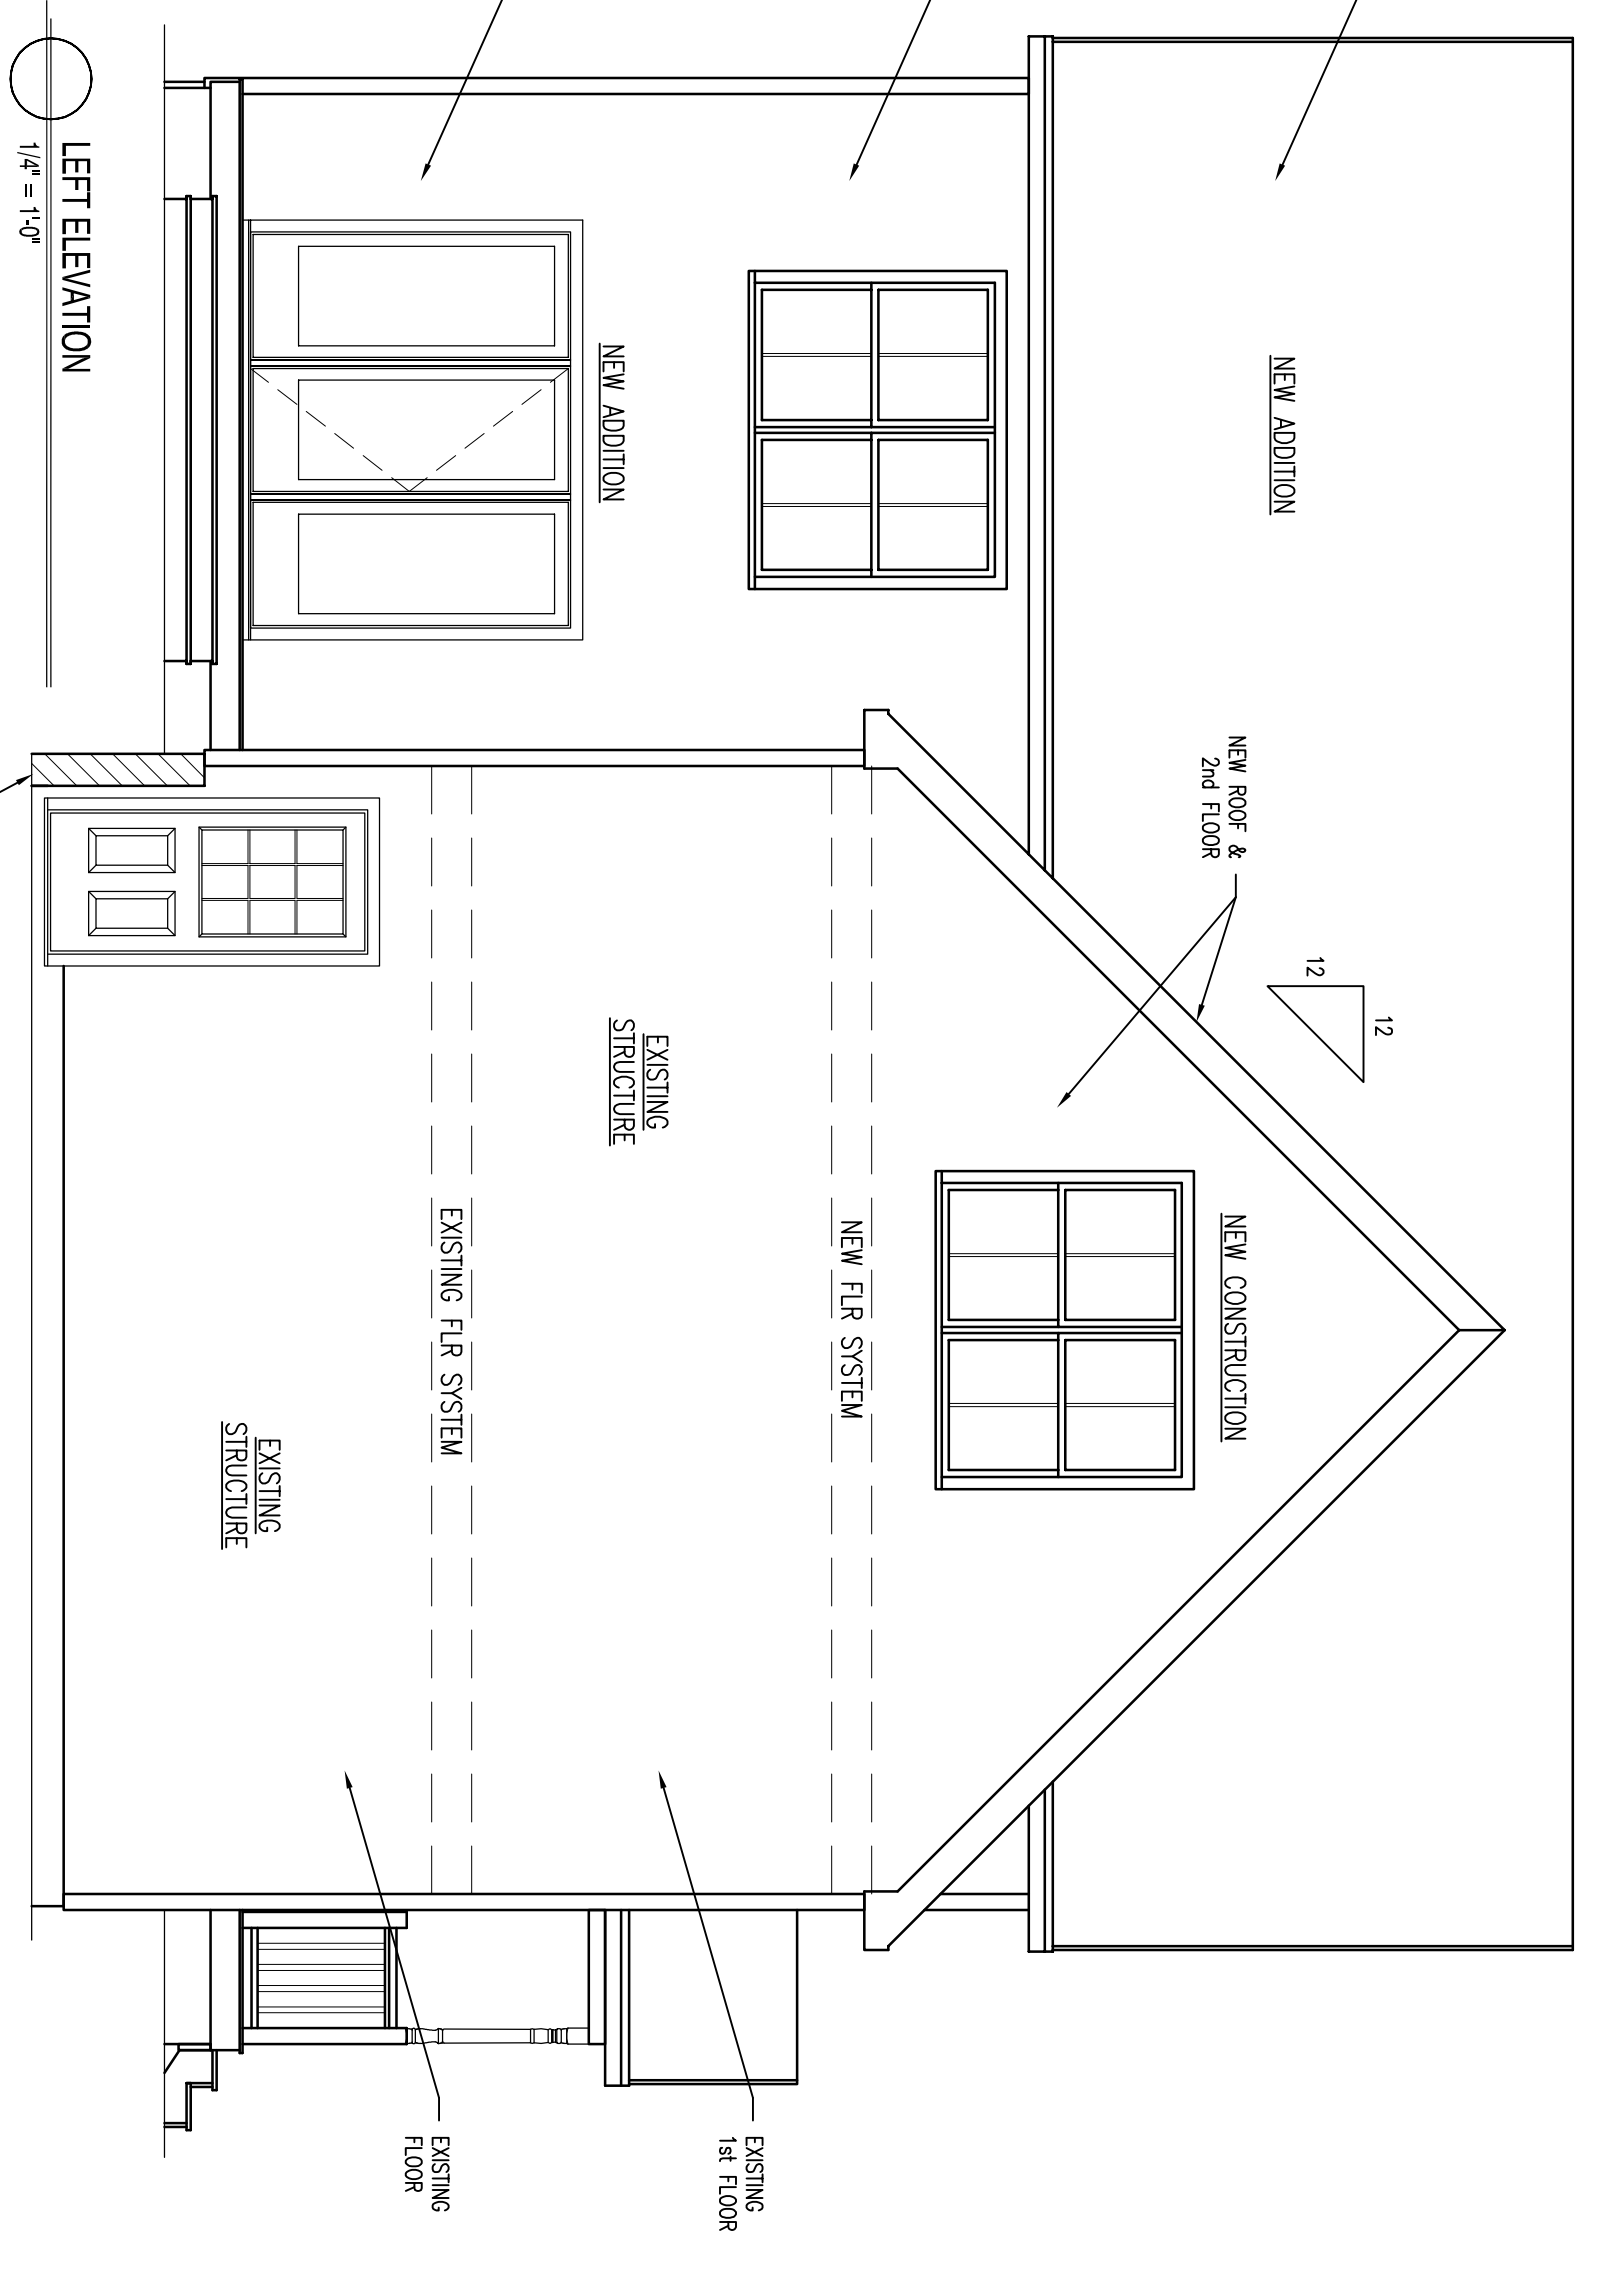 NEW ADDITION
12
12
NEW ROOF &
2nd FLOOR
NEW CONSTRUCTION
NEW ADDITION
NEW FLR SYSTEM
EXISTING
STRUCTURE
EXISTING
1st FLOOR
EXISTING FLR SYSTEM
EXISTING
FLOOR
EXISTING
STRUCTURE
LEFT ELEVATION
1/4" = 1'-0"